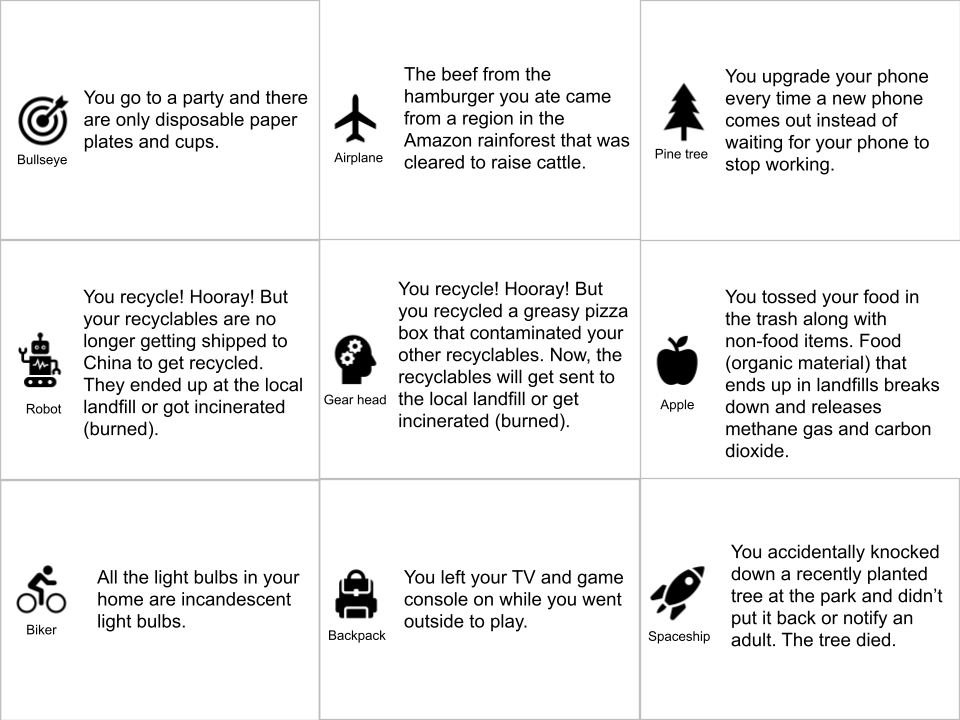 You go to a party and there
are only disposable paper
plates and cups.
Bullseye
The beef from the
hamburger you ate came
from a region in the
Amazon rainforest that was
cleared to raise cattle.
Airplane
You upgrade your phone
every time a new phone
comes out instead of
waiting for your phone to
stop working.
Pine tree
You recycle! Hooray! But
your recyclables are no
longer getting shipped to
China to get recycled.
They ended up at the local
landfill or got incinerated
(burned).
Robot
You recycle! Hooray! But
you recycled a greasy pizza
box that contaminated your
other recyclables. Now, the
recyclables will get sent to
the local landfill or get
incinerated (burned).
Gear head
You tossed your food in
the trash along with
non-food items. Food
(organic material) that
ends up in landfills breaks
down and releases
methane gas and carbon
dioxide.
Apple
All the light bulbs in your
home are incandescent
light bulbs.
Biker
You left your TV and game
console on while you went
outside to play.
Backpack
You accidentally knocked
down a recently planted
tree at the park and didn’t
put it back or notify an
adult. The tree died.
Spaceship